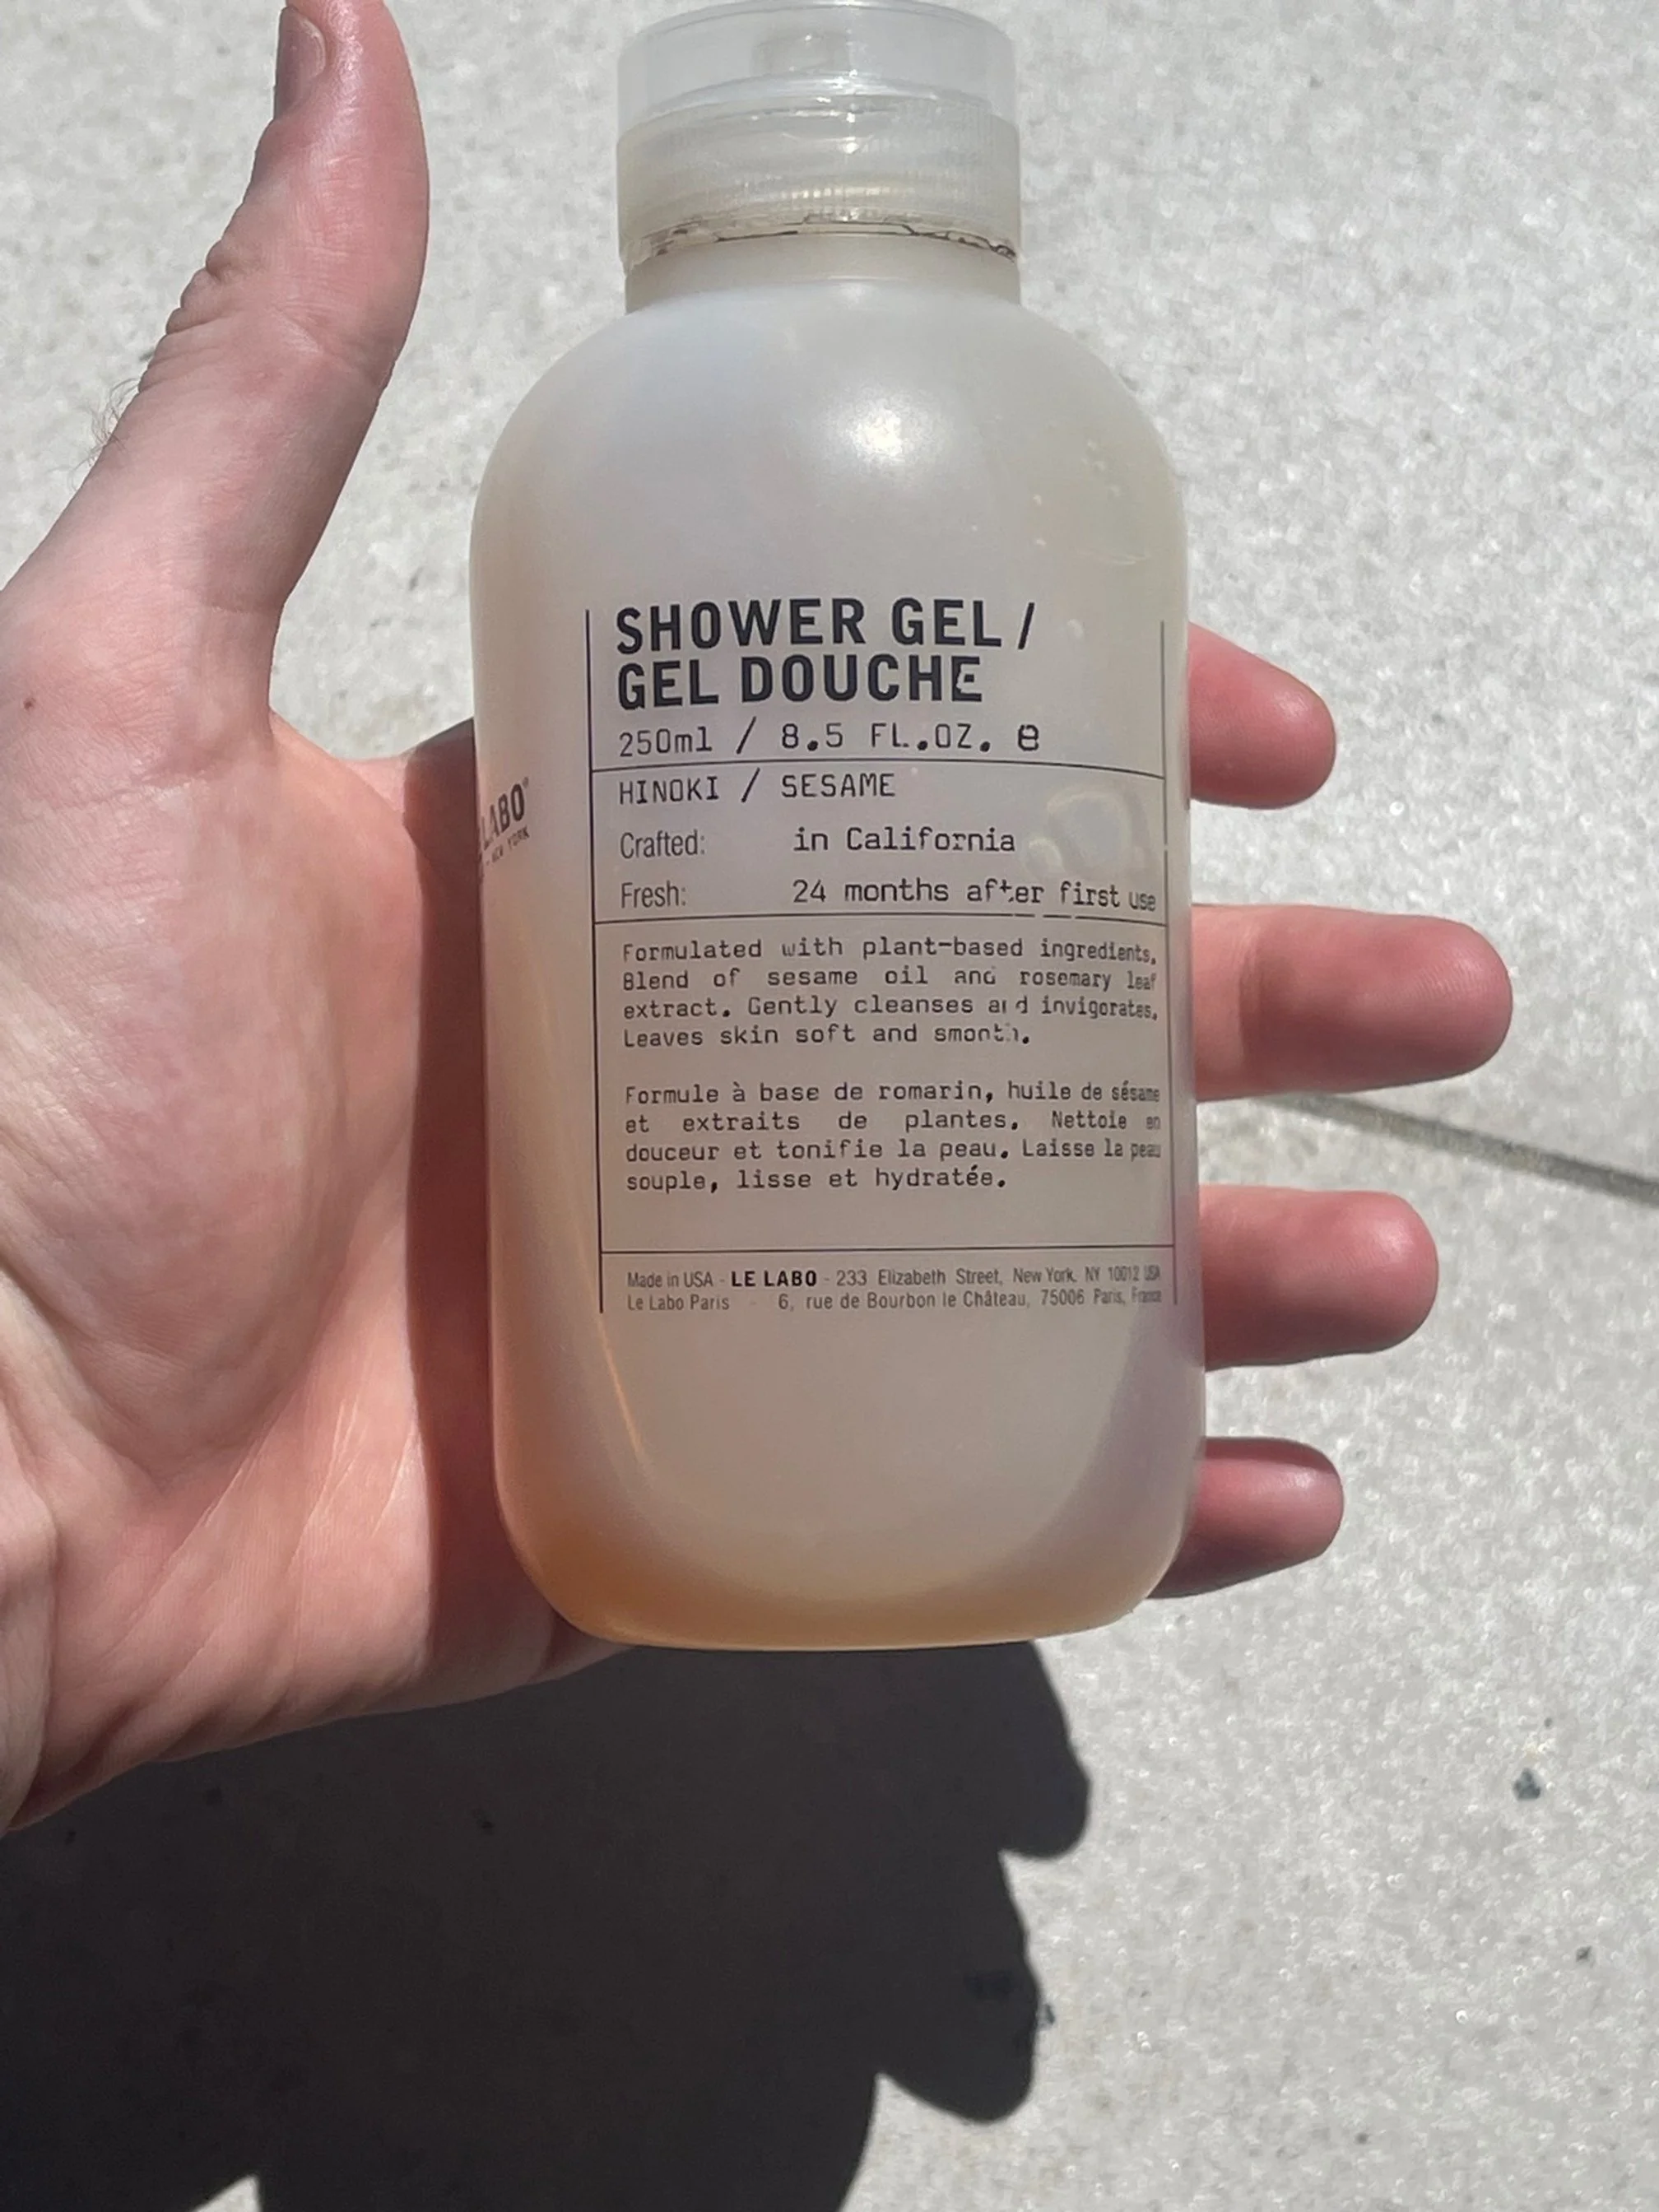 SHOWER GEL /
GEL DOUCHE
250ml / 8.5 FL.OZ. e
HINOKI / SESAME
Crafted: in California
Fresh: 24 months after first use
Formulated with plant-based ingredients.
Blend of sesame oil and rosemary leaf
extract. Gently cleanses and invigorates.
Leaves skin soft and smooth.
Formule à base de romarin, huile de sésame
et extraits de plantes. Nettoie en
douceur et tonifie la peau. Laisse la peau
souple, lisse et hydratée.
Made in USA - LE LABO - 233 Elizabeth Street, New York, NY 10012 USA
Le Labo Paris - 6, rue de Bourbon le Château, 75006 Paris, France
LABO®
- NEW YORK